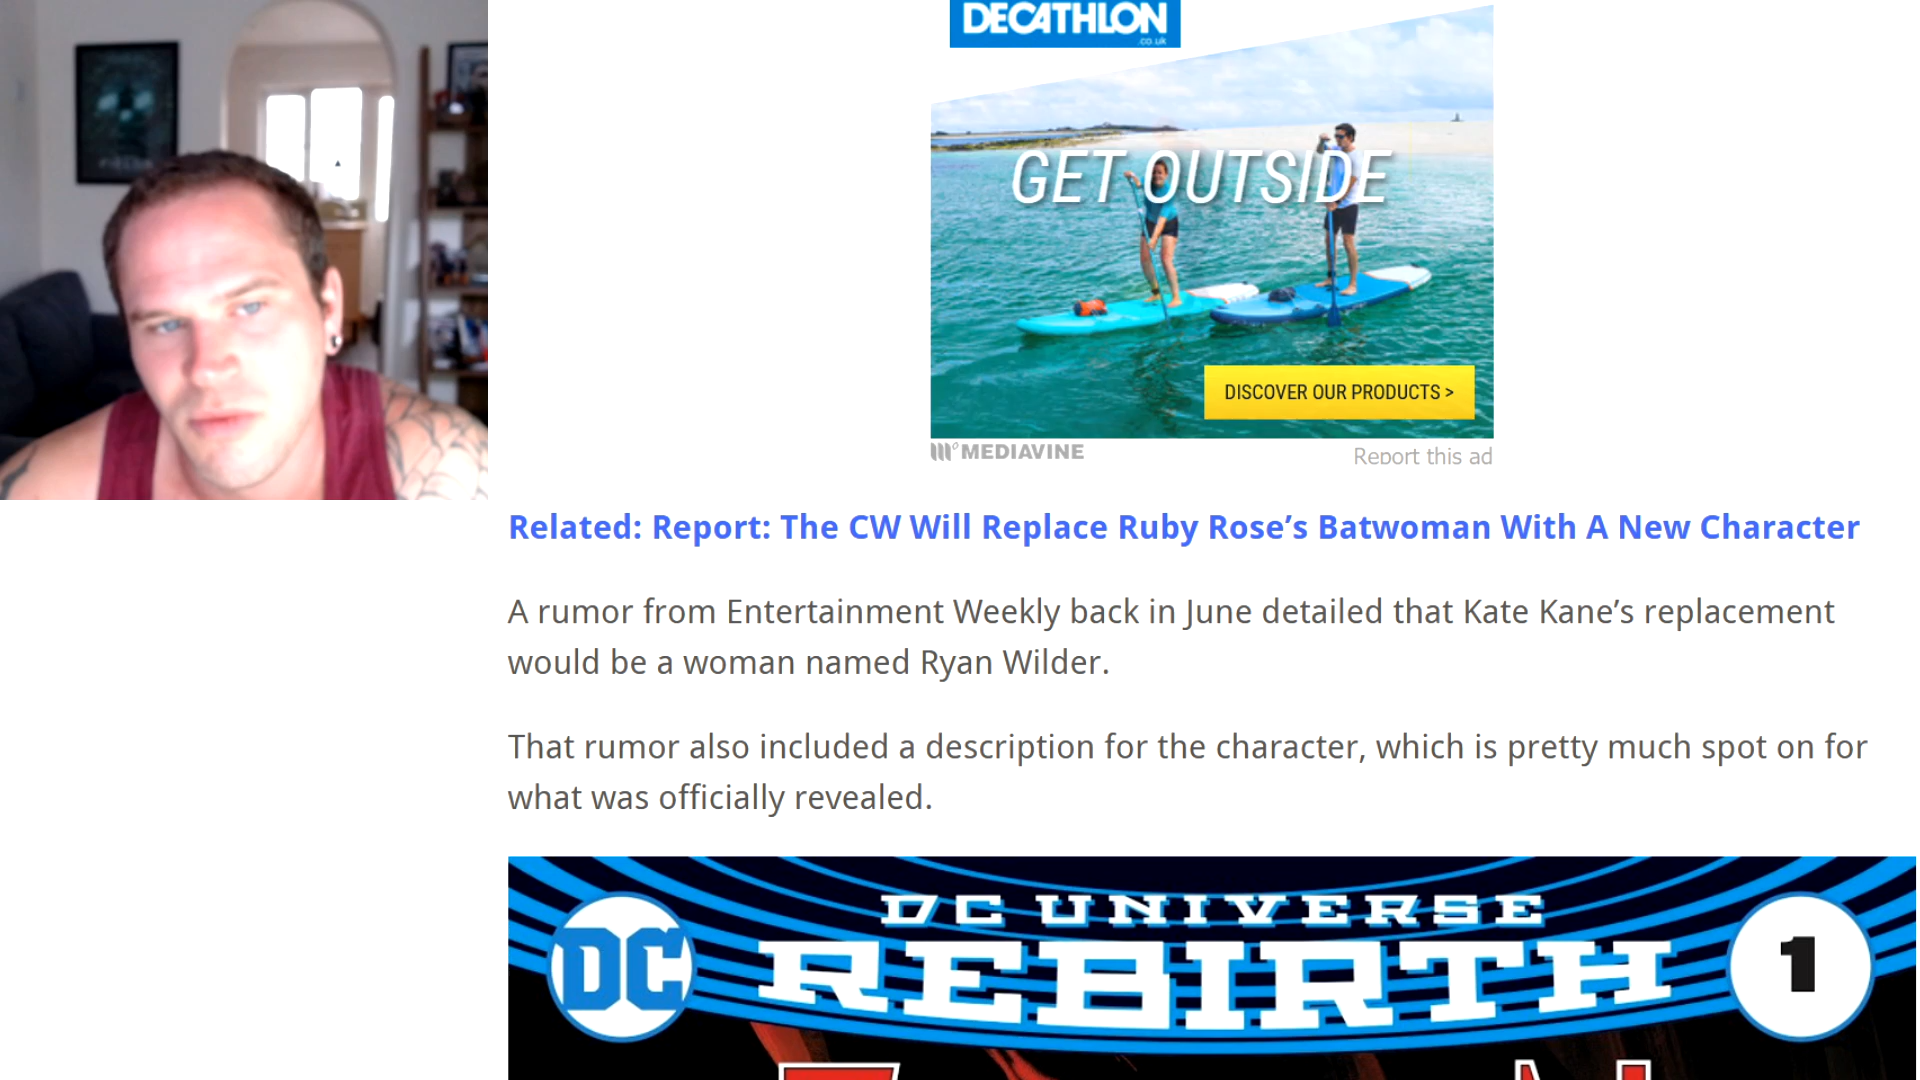 DECATHLON
.co.uk
GET OUTSIDE
DISCOVER OUR PRODUCTS >
MEDIAVINE
Report this ad
Related: Report: The CW Will Replace Ruby Rose’s Batwoman With A New Character
A rumor from Entertainment Weekly back in June detailed that Kate Kane’s replacement
would be a woman named Ryan Wilder.
That rumor also included a description for the character, which is pretty much spot on for
what was officially revealed.
DC UNIVERSE
DC REBIRTH 1